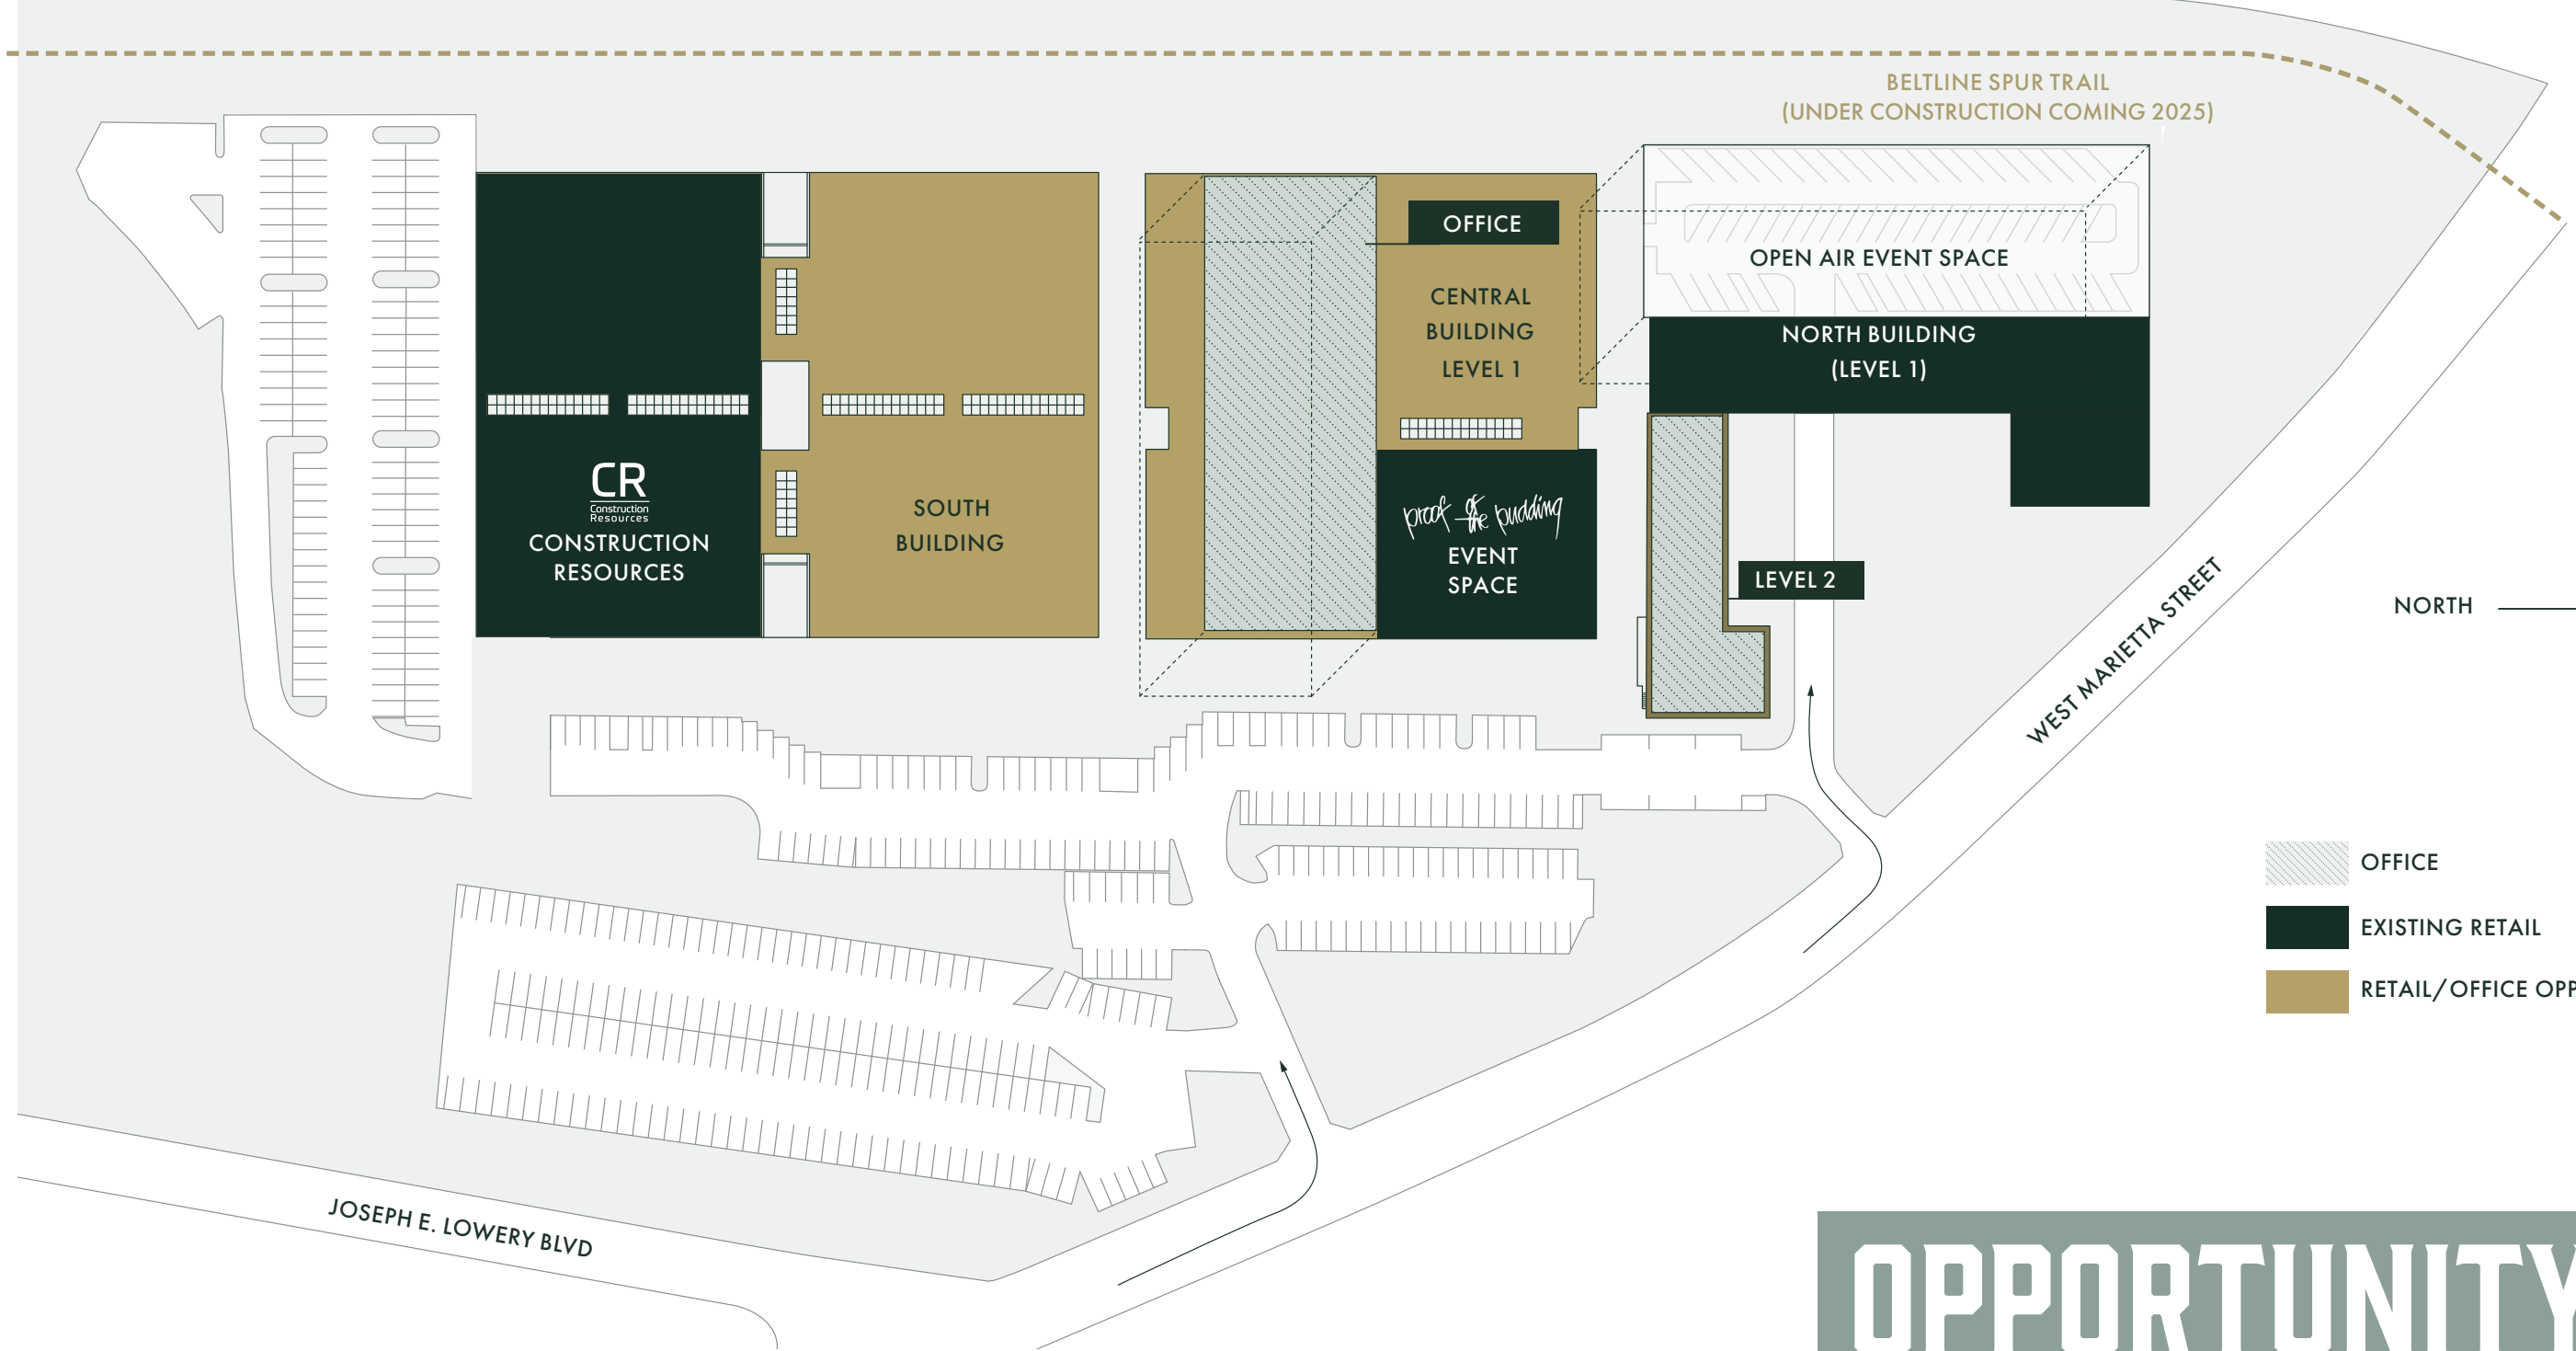 BELTLINE SPUR TRAIL
(UNDER CONSTRUCTION COMING 2025)
OFFICE
CENTRAL
BUILDING
LEVEL 1
OPEN AIR EVENT SPACE
NORTH BUILDING
(LEVEL 1)
CR
Construction
Resources
CONSTRUCTION
RESOURCES
SOUTH
BUILDING
proof of the pudding
EVENT
SPACE
LEVEL 2
WEST MARIETTA STREET
NORTH
OFFICE
EXISTING RETAIL
RETAIL/OFFICE OPP
JOSEPH E. LOWERY BLVD
OPPORTUNITY